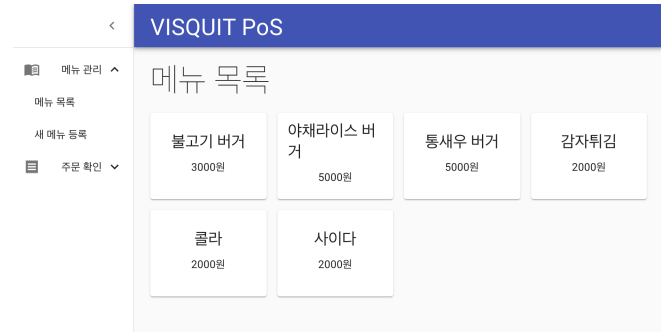 VISQUIT PoS
메뉴 관리
메뉴 목록
새 메뉴 등록
주문 확인
메뉴 목록
불고기 버거
3000원
야채라이스 버
거
5000원
통새우 버거
5000원
감자튀김
2000원
콜라
2000원
사이다
2000원